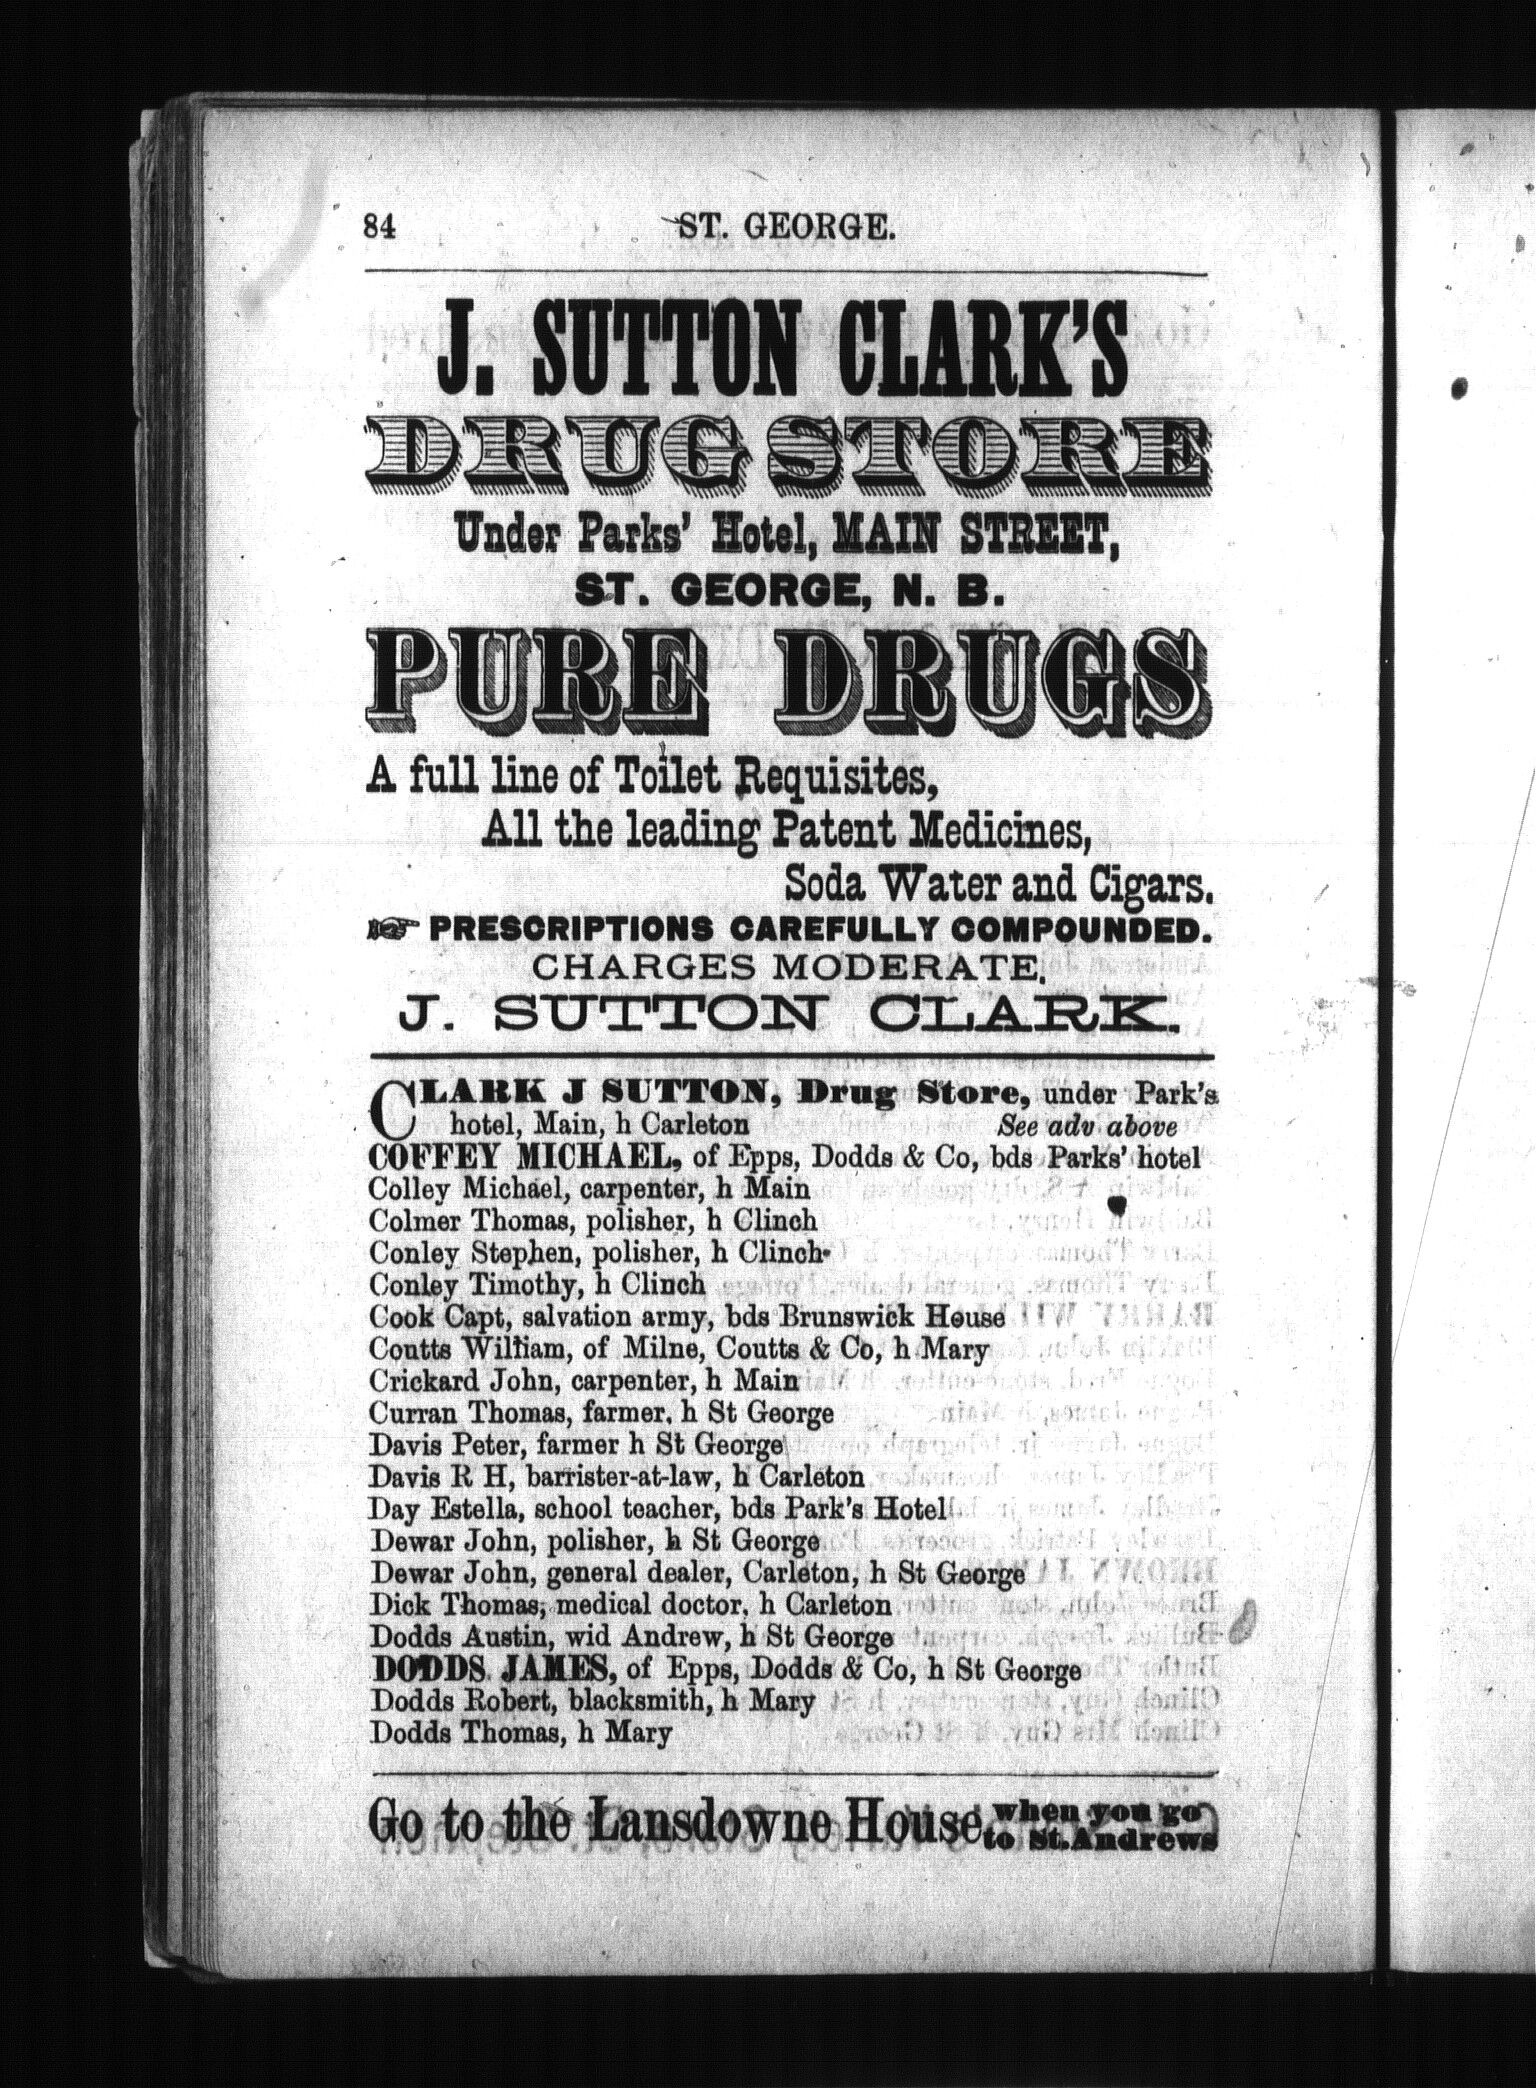 84 ST. GEORGE.
J. SUTTON CLARK'S
DRUG STORE
Under Parks' Hotel, MAIN STREET,
ST. GEORGE, N. B.
PURE DRUGS
A full line of Toilet Requisites,
All the leading Patent Medicines,
Soda Water and Cigars.
☞ PRESCRIPTIONS CAREFULLY COMPOUNDED.
CHARGES MODERATE.
J. SUTTON CLARK.
CLARK J SUTTON, Drug Store, under Park's
hotel, Main, h Carleton See adv above
COFFEY MICHAEL, of Epps, Dodds & Co, bds Parks' hotel
Colley Michael, carpenter, h Main
Colmer Thomas, polisher, h Clinch
Conley Stephen, polisher, h Clinch
Conley Timothy, h Clinch
Cook Capt, salvation army, bds Brunswick House
Coutts William, of Milne, Coutts & Co, h Mary
Crickard John, carpenter, h Main
Curran Thomas, farmer, h St George
Davis Peter, farmer h St George
Davis R H, barrister-at-law, h Carleton
Day Estella, school teacher, bds Park's Hotel
Dewar John, polisher, h St George
Dewar John, general dealer, Carleton, h St George
Dick Thomas, medical doctor, h Carleton
Dodds Austin, wid Andrew, h St George
DODDS JAMES, of Epps, Dodds & Co, h St George
Dodds Robert, blacksmith, h Mary
Dodds Thomas, h Mary
Go to the Lansdowne House when you go
to St. Andrews